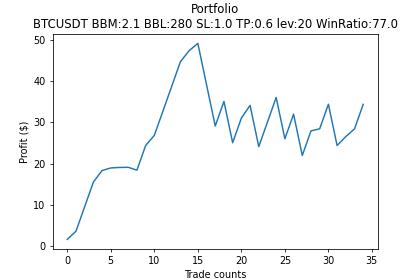 Portfolio
BTCUSDT BBM:2.1 BBL:280 SL:1.0 TP:0.6 lev:20 WinRatio:77.0
50
40
30
20
10
0
Profit ($)
0 5 10 15 20 25 30 35
Trade counts